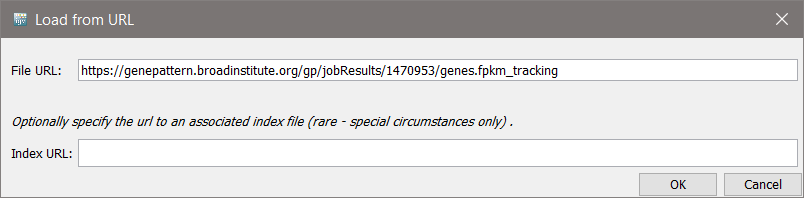 Load from URL
File URL: https://genepattern.broadinstitute.org/gp/jobResults/1470953/genes.fpkm_tracking
Optionally specify the url to an associated index file (rare - special circumstances only) .
Index URL:
OK Cancel